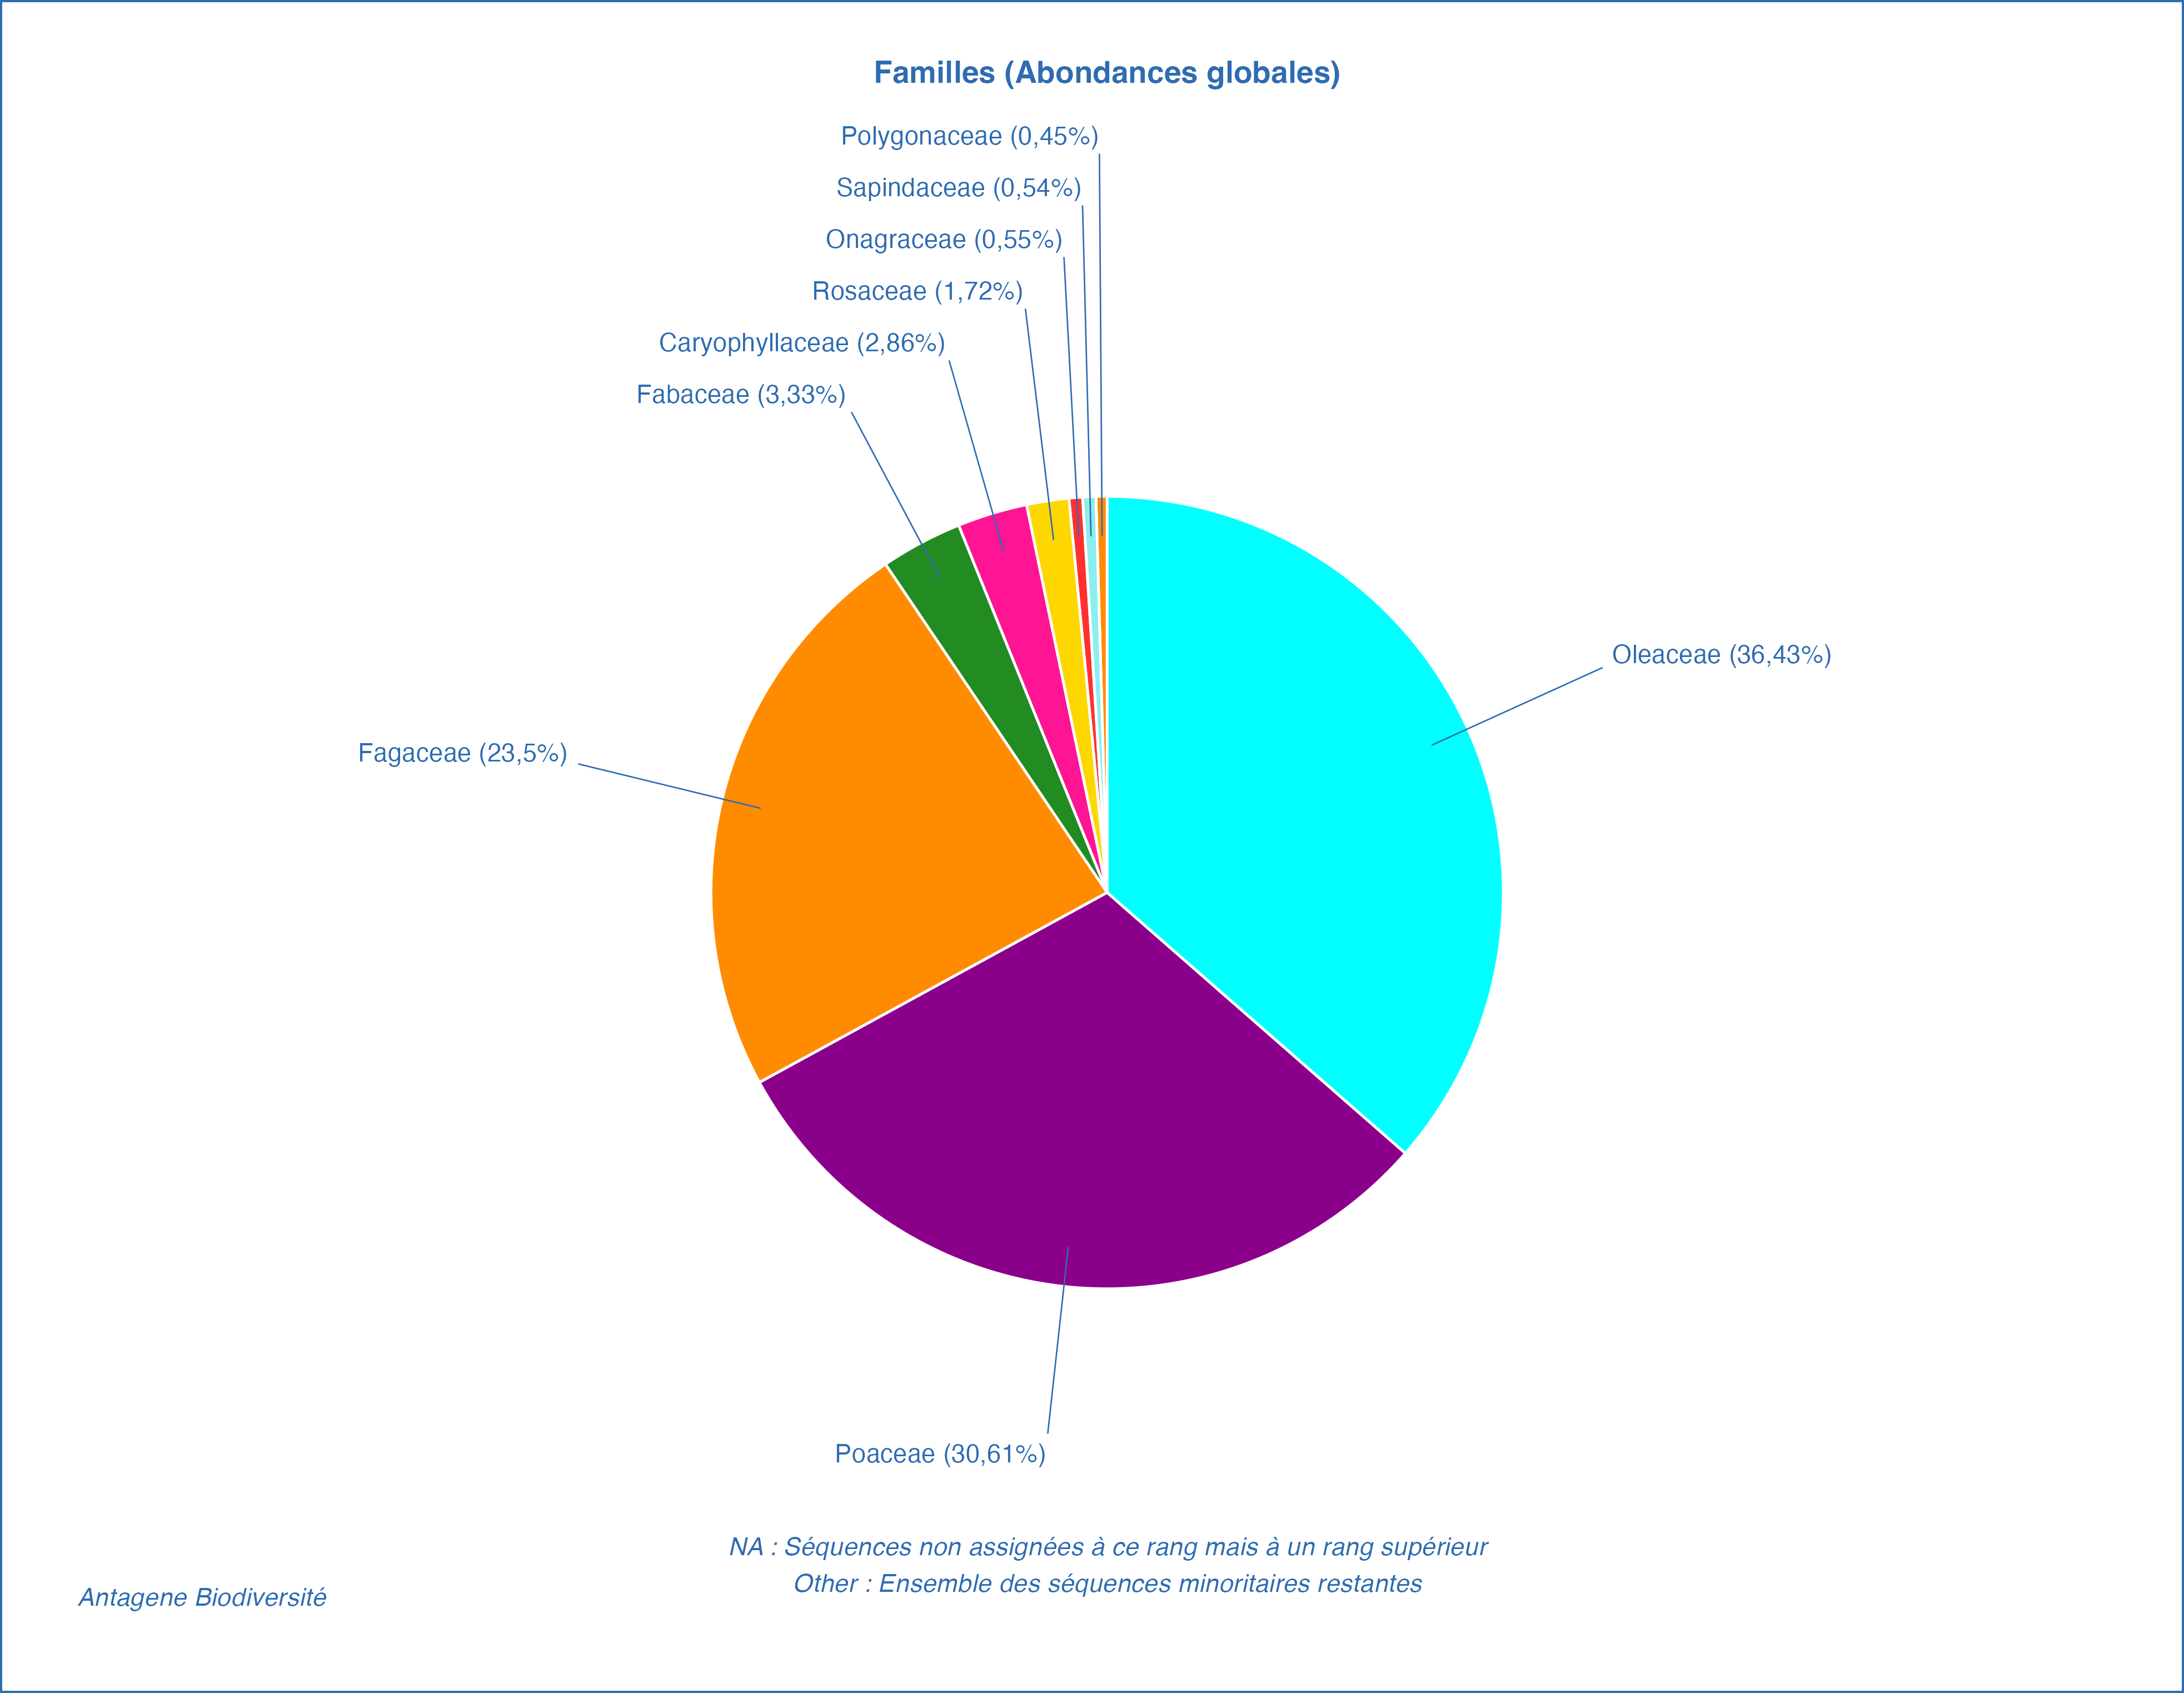 Familles (Abondances globales)
Polygonaceae (0,45%)
Sapindaceae (0,54%)
Onagraceae (0,55%)
Rosaceae (1,72%)
Caryophyllaceae (2,86%)
Fabaceae (3,33%)
Oleaceae (36,43%)
Fagaceae (23,5%)
Poaceae (30,61%)
NA : Séquences non assignées à ce rang mais à un rang supérieur
Other : Ensemble des séquences minoritaires restantes
Antagene Biodiversité